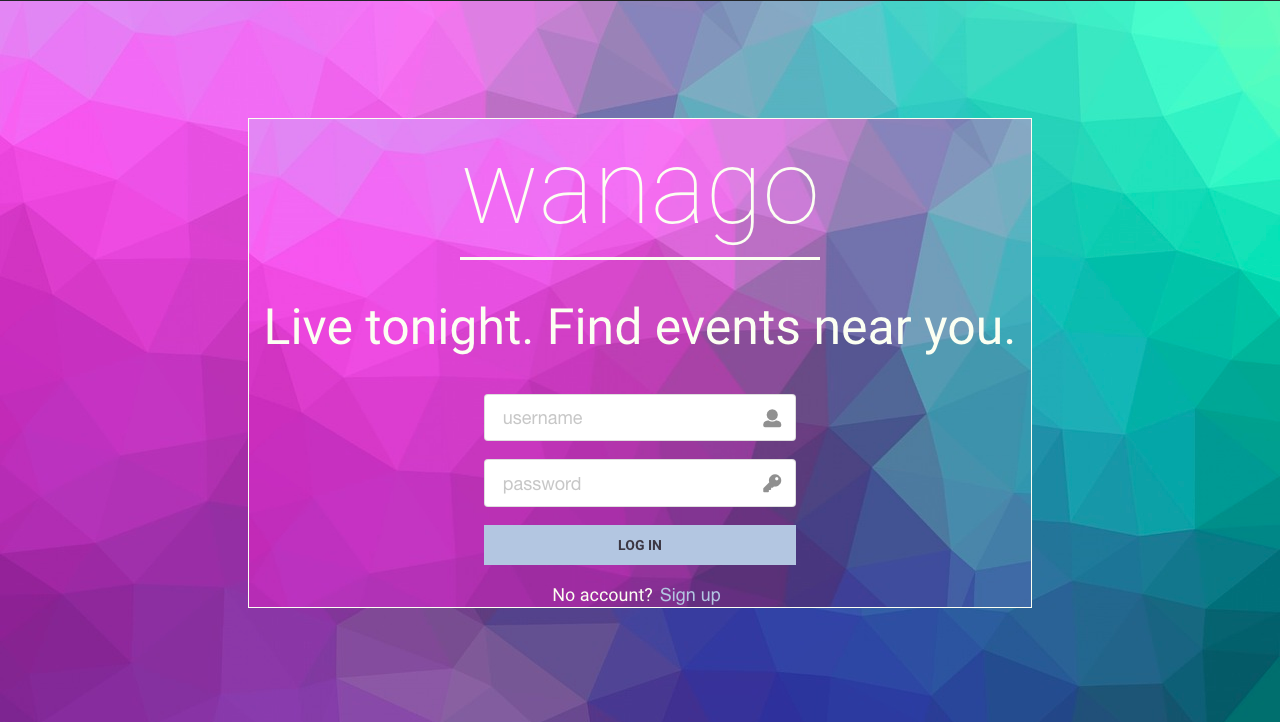 wanago
Live tonight. Find events near you.
username
password
LOG IN
No account? Sign up